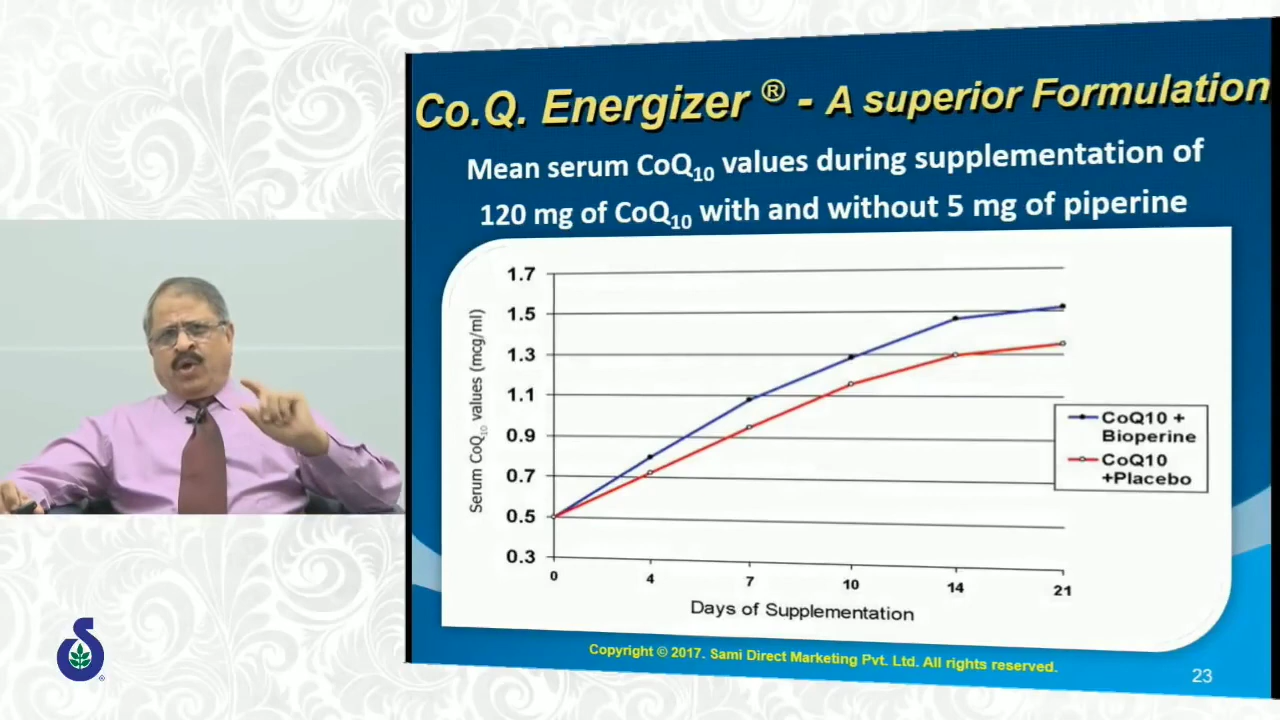 Co.Q. Energizer ® - A superior Formulation
Mean serum CoQ10 values during supplementation of
120 mg of CoQ10 with and without 5 mg of piperine
Serum CoQ10 values (mcg/ml)
1.7
1.5
1.3
1.1
0.9
0.7
0.5
0.3
0
4
7
10
14
21
Days of Supplementation
CoQ10 +
Bioperine
CoQ10
+Placebo
Copyright © 2017. Sami Direct Marketing Pvt. Ltd. All rights reserved.
23